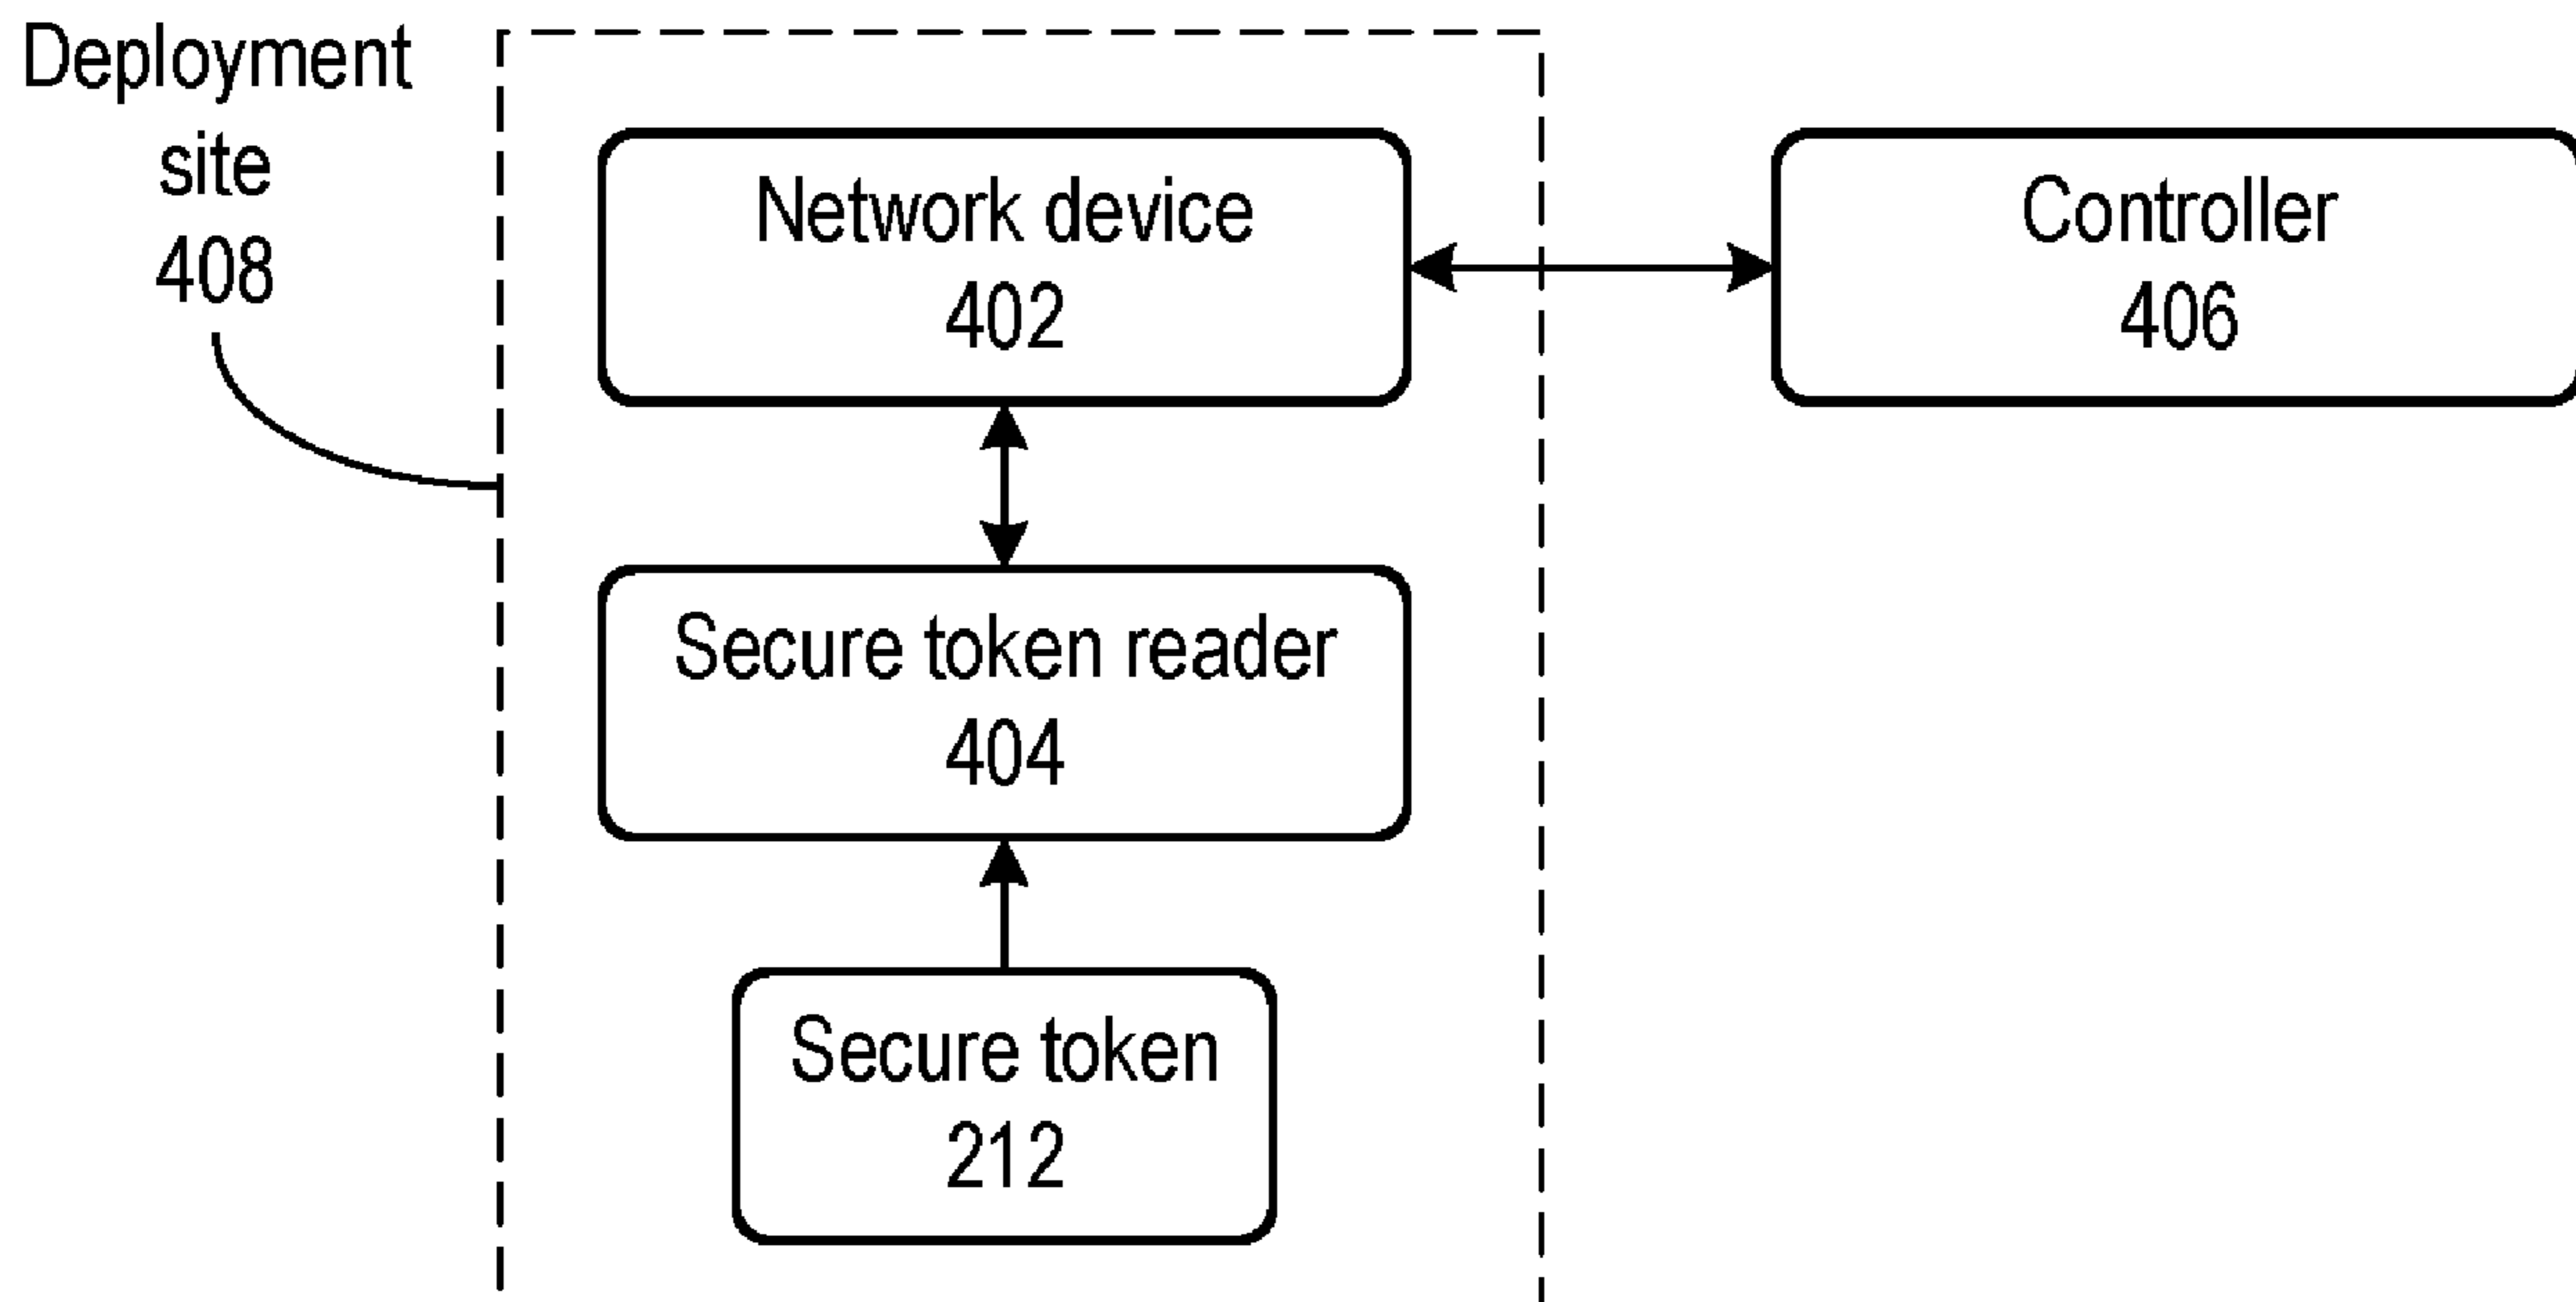 Deployment
site
408
Network device
402
Controller
406
Secure token reader
404
Secure token
212